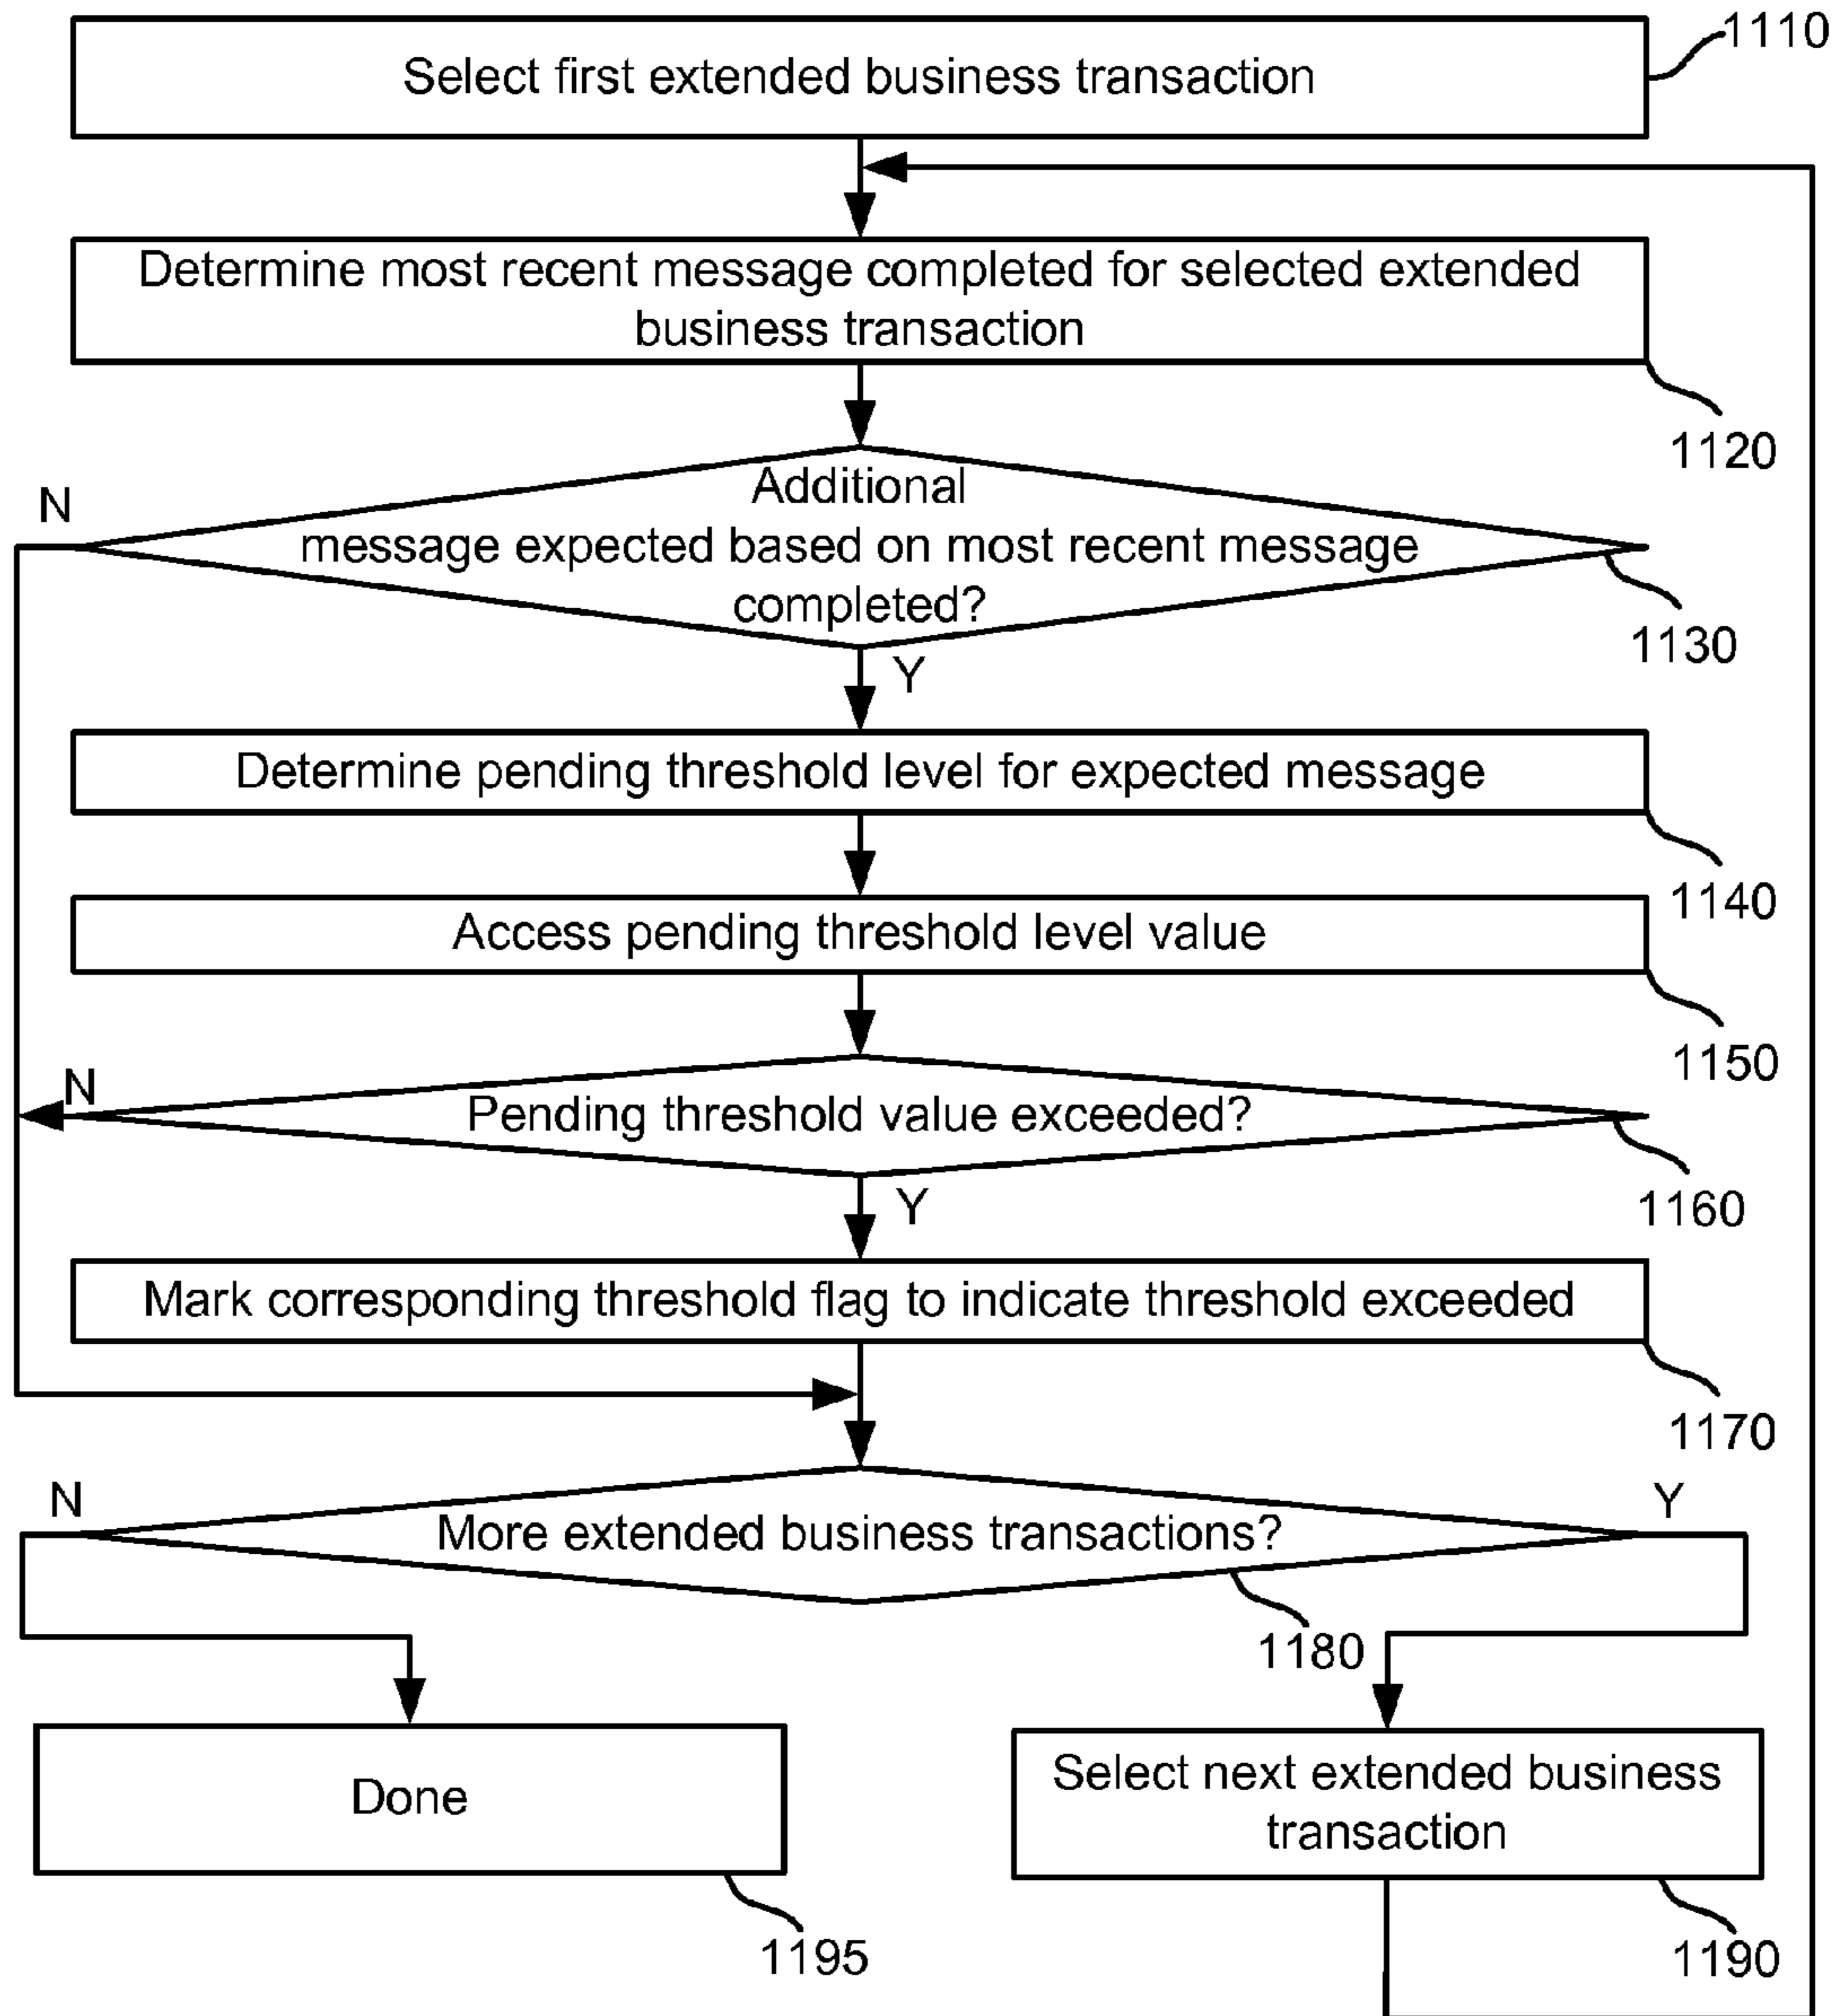 Select first extended business transaction
1110
Determine most recent message completed for selected extended
business transaction
1120
N
Additional
message expected based on most recent message
completed?
1130
Y
Determine pending threshold level for expected message
1140
Access pending threshold level value
1150
N
Pending threshold value exceeded?
1160
Y
Mark corresponding threshold flag to indicate threshold exceeded
1170
N
More extended business transactions?
Y
1180
Done
1195
Select next extended business
transaction
1190